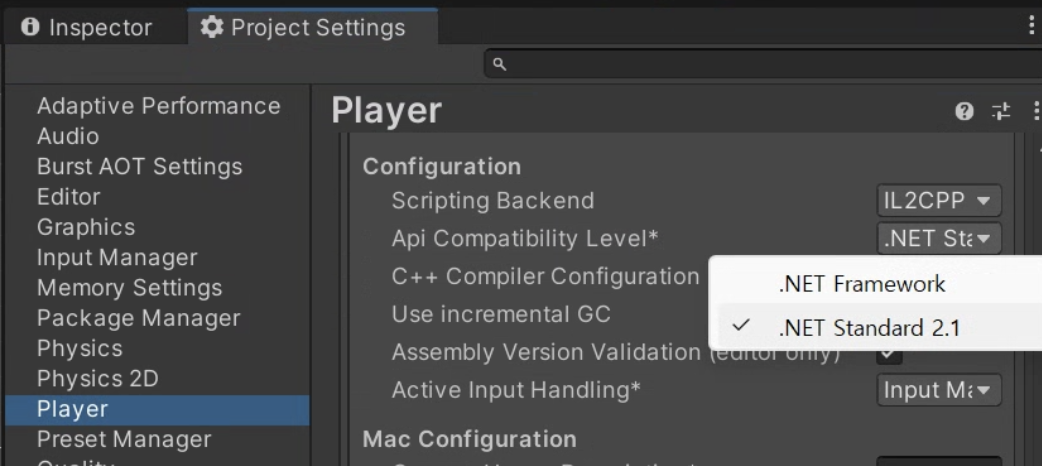 Inspector
Project Settings
Adaptive Performance
Audio
Burst AOT Settings
Editor
Graphics
Input Manager
Memory Settings
Package Manager
Physics
Physics 2D
Player
Preset Manager
Quality
Player
Configuration
Scripting Backend
IL2CPP
Api Compatibility Level*
.NET Sta
C++ Compiler Configuration
.NET Framework
.NET Standard 2.1
Use incremental GC
Assembly Version Validation (editor only)
Active Input Handling*
Input Ma
Mac Configuration